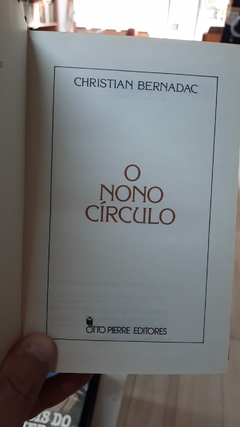 CHRISTIAN BERNADAC
O
NONO
CÍRCULO
OTTO PIERRE EDITORES